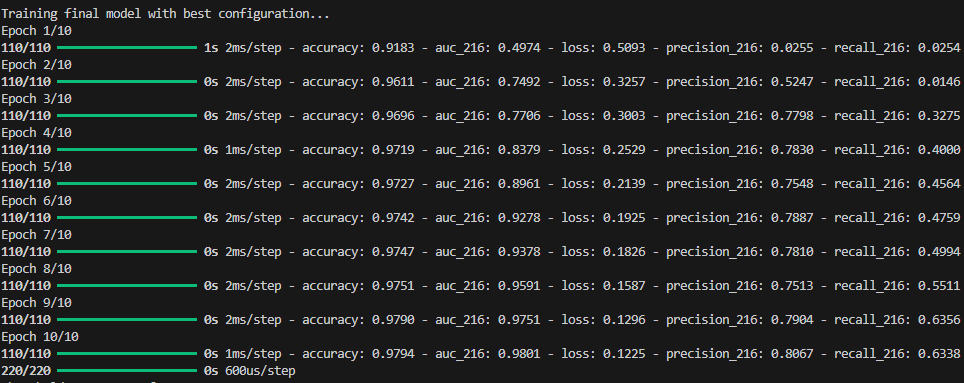 Training final model with best configuration...
Epoch 1/10
110/110 1s 2ms/step - accuracy: 0.9183 - auc_216: 0.4974 - loss: 0.5093 - precision_216: 0.0255 - recall_216: 0.0254
Epoch 2/10
110/110 0s 2ms/step - accuracy: 0.9611 - auc_216: 0.7492 - loss: 0.3257 - precision_216: 0.5247 - recall_216: 0.0146
Epoch 3/10
110/110 0s 2ms/step - accuracy: 0.9696 - auc_216: 0.7706 - loss: 0.3003 - precision_216: 0.7798 - recall_216: 0.3275
Epoch 4/10
110/110 0s 1ms/step - accuracy: 0.9719 - auc_216: 0.8379 - loss: 0.2529 - precision_216: 0.7830 - recall_216: 0.4000
Epoch 5/10
110/110 0s 2ms/step - accuracy: 0.9727 - auc_216: 0.8961 - loss: 0.2139 - precision_216: 0.7548 - recall_216: 0.4564
Epoch 6/10
110/110 0s 2ms/step - accuracy: 0.9742 - auc_216: 0.9278 - loss: 0.1925 - precision_216: 0.7887 - recall_216: 0.4759
Epoch 7/10
110/110 0s 2ms/step - accuracy: 0.9747 - auc_216: 0.9378 - loss: 0.1826 - precision_216: 0.7810 - recall_216: 0.4994
Epoch 8/10
110/110 0s 2ms/step - accuracy: 0.9751 - auc_216: 0.9591 - loss: 0.1587 - precision_216: 0.7513 - recall_216: 0.5511
Epoch 9/10
110/110 0s 2ms/step - accuracy: 0.9790 - auc_216: 0.9751 - loss: 0.1296 - precision_216: 0.7904 - recall_216: 0.6356
Epoch 10/10
110/110 0s 1ms/step - accuracy: 0.9794 - auc_216: 0.9801 - loss: 0.1225 - precision_216: 0.8067 - recall_216: 0.6338
220/220 0s 600us/step